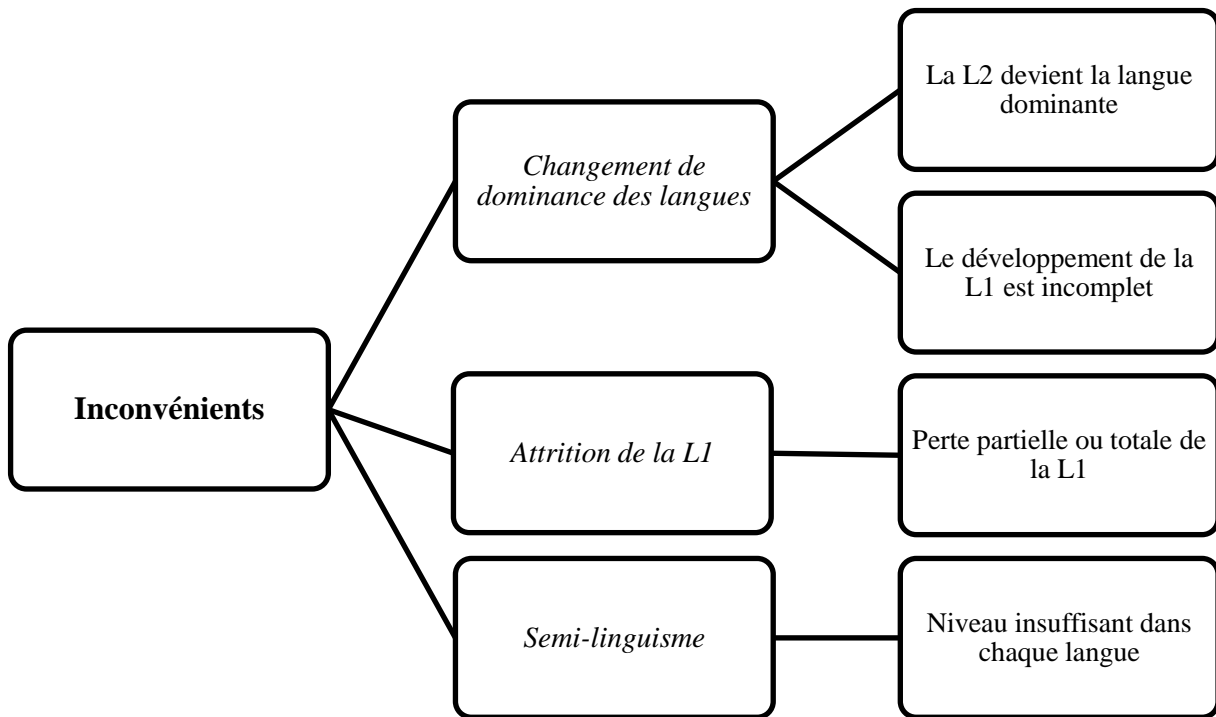 Inconvénients
Changement de
dominance des langues
La L2 devient la langue
dominante
Le développement de la
L1 est incomplet
Attrition de la L1
Perte partielle ou totale de
la L1
Semi-linguisme
Niveau insuffisant dans
chaque langue